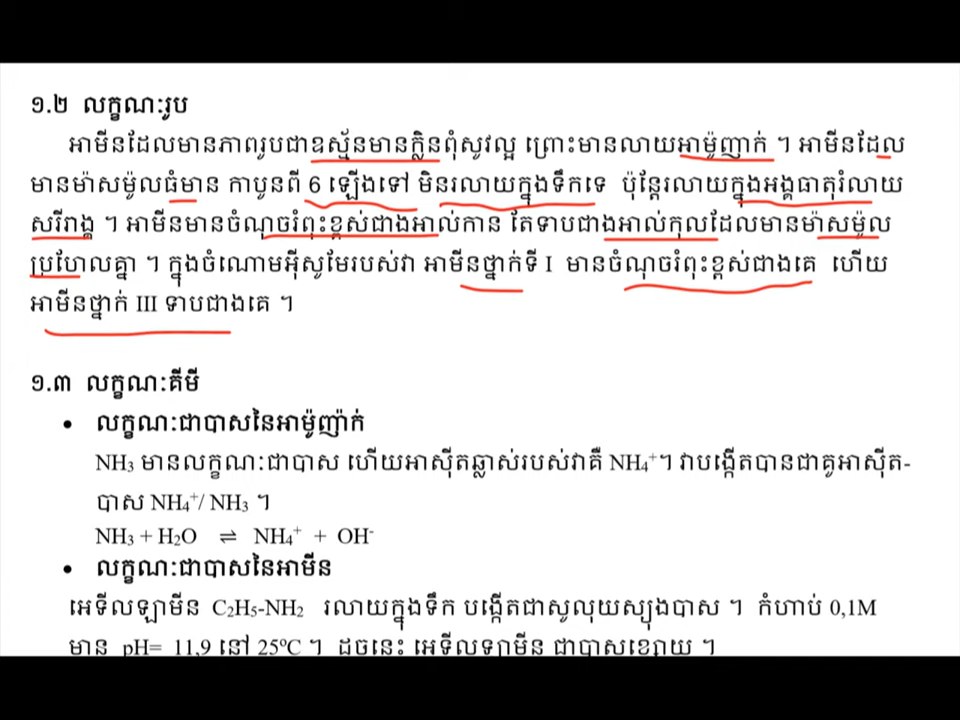 ១.២ លក្ខណៈរូប
អាមីនដែលមានភាពរូបជាឧស្ម័នមានក្លិនពុំសូវល្អ ព្រោះមានលាយអាម៉ូញាក់ ។ អាមីនដែល
មានម៉ាសម៉ូលធំមាន កាបូនពី 6 ឡើងទៅ មិនរលាយក្នុងទឹកទេ ប៉ុន្តែរលាយក្នុងអង្គធាតុរំលាយ
សរីរាង្គ ។ អាមីនមានចំណុចរំពុះខ្ពស់ជាងអាល់កាន តែទាបជាងអាល់កុលដែលមានម៉ាសម៉ូល
ប្រហែលគ្នា ។ ក្នុងចំណោមអ៊ីសូមែរបស់វា អាមីនថ្នាក់ទី I មានចំណុចរំពុះខ្ពស់ជាងគេ ហើយ
អាមីនថ្នាក់ III ទាបជាងគេ ។
១.៣ លក្ខណៈគីមី
• លក្ខណៈជាបាសនៃអាម៉ូញ៉ាក់
NH₃ មានលក្ខណៈជាបាស ហើយអាស៊ីតឆ្លាស់របស់វាគឺ NH₄⁺។ វាបង្កើតបានជាគូអាស៊ីត-
បាស NH₄⁺/ NH₃ ។
NH₃ + H₂O ⇌ NH₄⁺ + OH⁻
• លក្ខណៈជាបាសនៃអាមីន
អេទីលឡាមីន C₂H₅-NH₂ រលាយក្នុងទឹក បង្កើតជាសូលុយស្យុងបាស ។ កំហាប់ 0,1M
មាន pH= 11,9 នៅ 25ºC ។ ដចនេះ អេទីលឡាមីន ជាបាសខ្សោយ ។